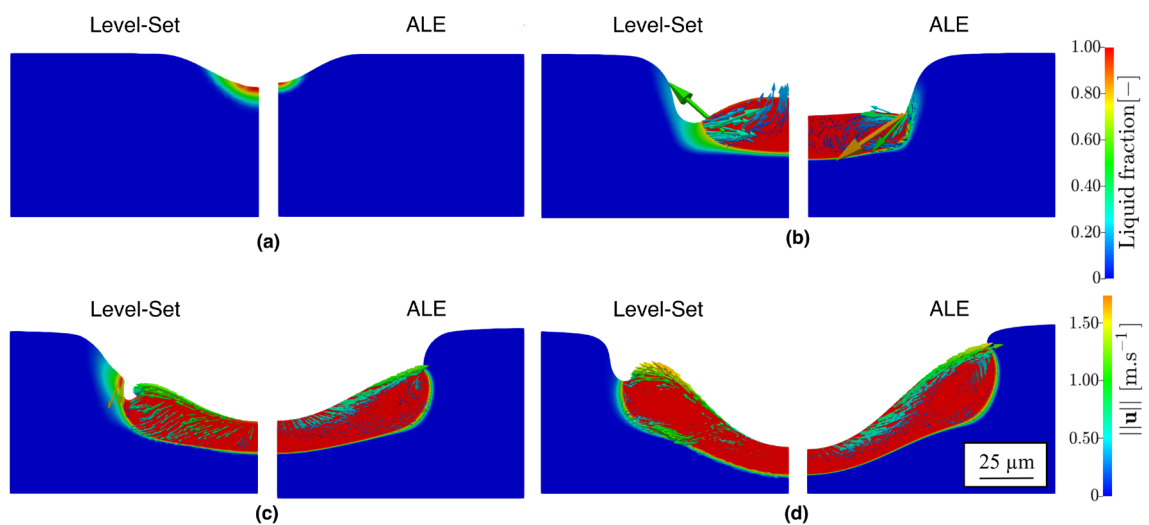 Level-Set
ALE
(a)
Level-Set
ALE
(b)
1.00
0.80
0.60
0.40
0.20
0
Liquid fraction[−]
Level-Set
ALE
(c)
Level-Set
ALE
25 µm
(d)
1.50
1.00
0.50
0
||u|| [m.s⁻¹]